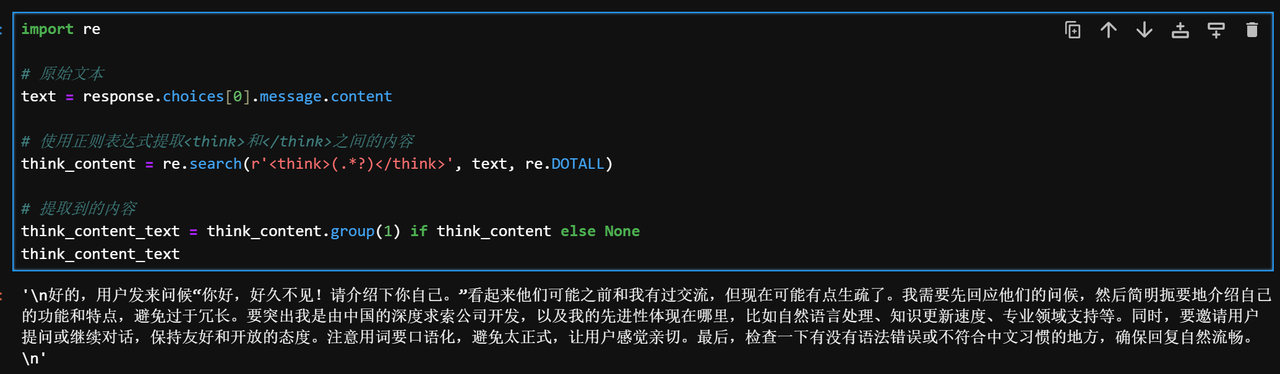 import re
# 原始文本
text = response.choices[0].message.content
# 使用正则表达式提取<think>和</think>之间的内容
think_content = re.search(r'<think>(.*?)</think>', text, re.DOTALL)
# 提取到的内容
think_content_text = think_content.group(1) if think_content else None
think_content_text
'\n好的，用户发来问候“你好，好久不见！请介绍下你自己。”看起来他们可能之前和我有过交流，但现在可能有点生疏了。我需要先回应他们的问候，然后简明扼要地介绍自己
的功能和特点，避免过于冗长。要突出我是由中国的深度求索公司开发，以及我的先进性体现在哪里，比如自然语言处理、知识更新速度、专业领域支持等。同时，要邀请用户
提问或继续对话，保持友好和开放的态度。注意用词要口语化，避免太正式，让用户感觉亲切。最后，检查一下有没有语法错误或不符合中文习惯的地方，确保回复自然流畅。
\n'